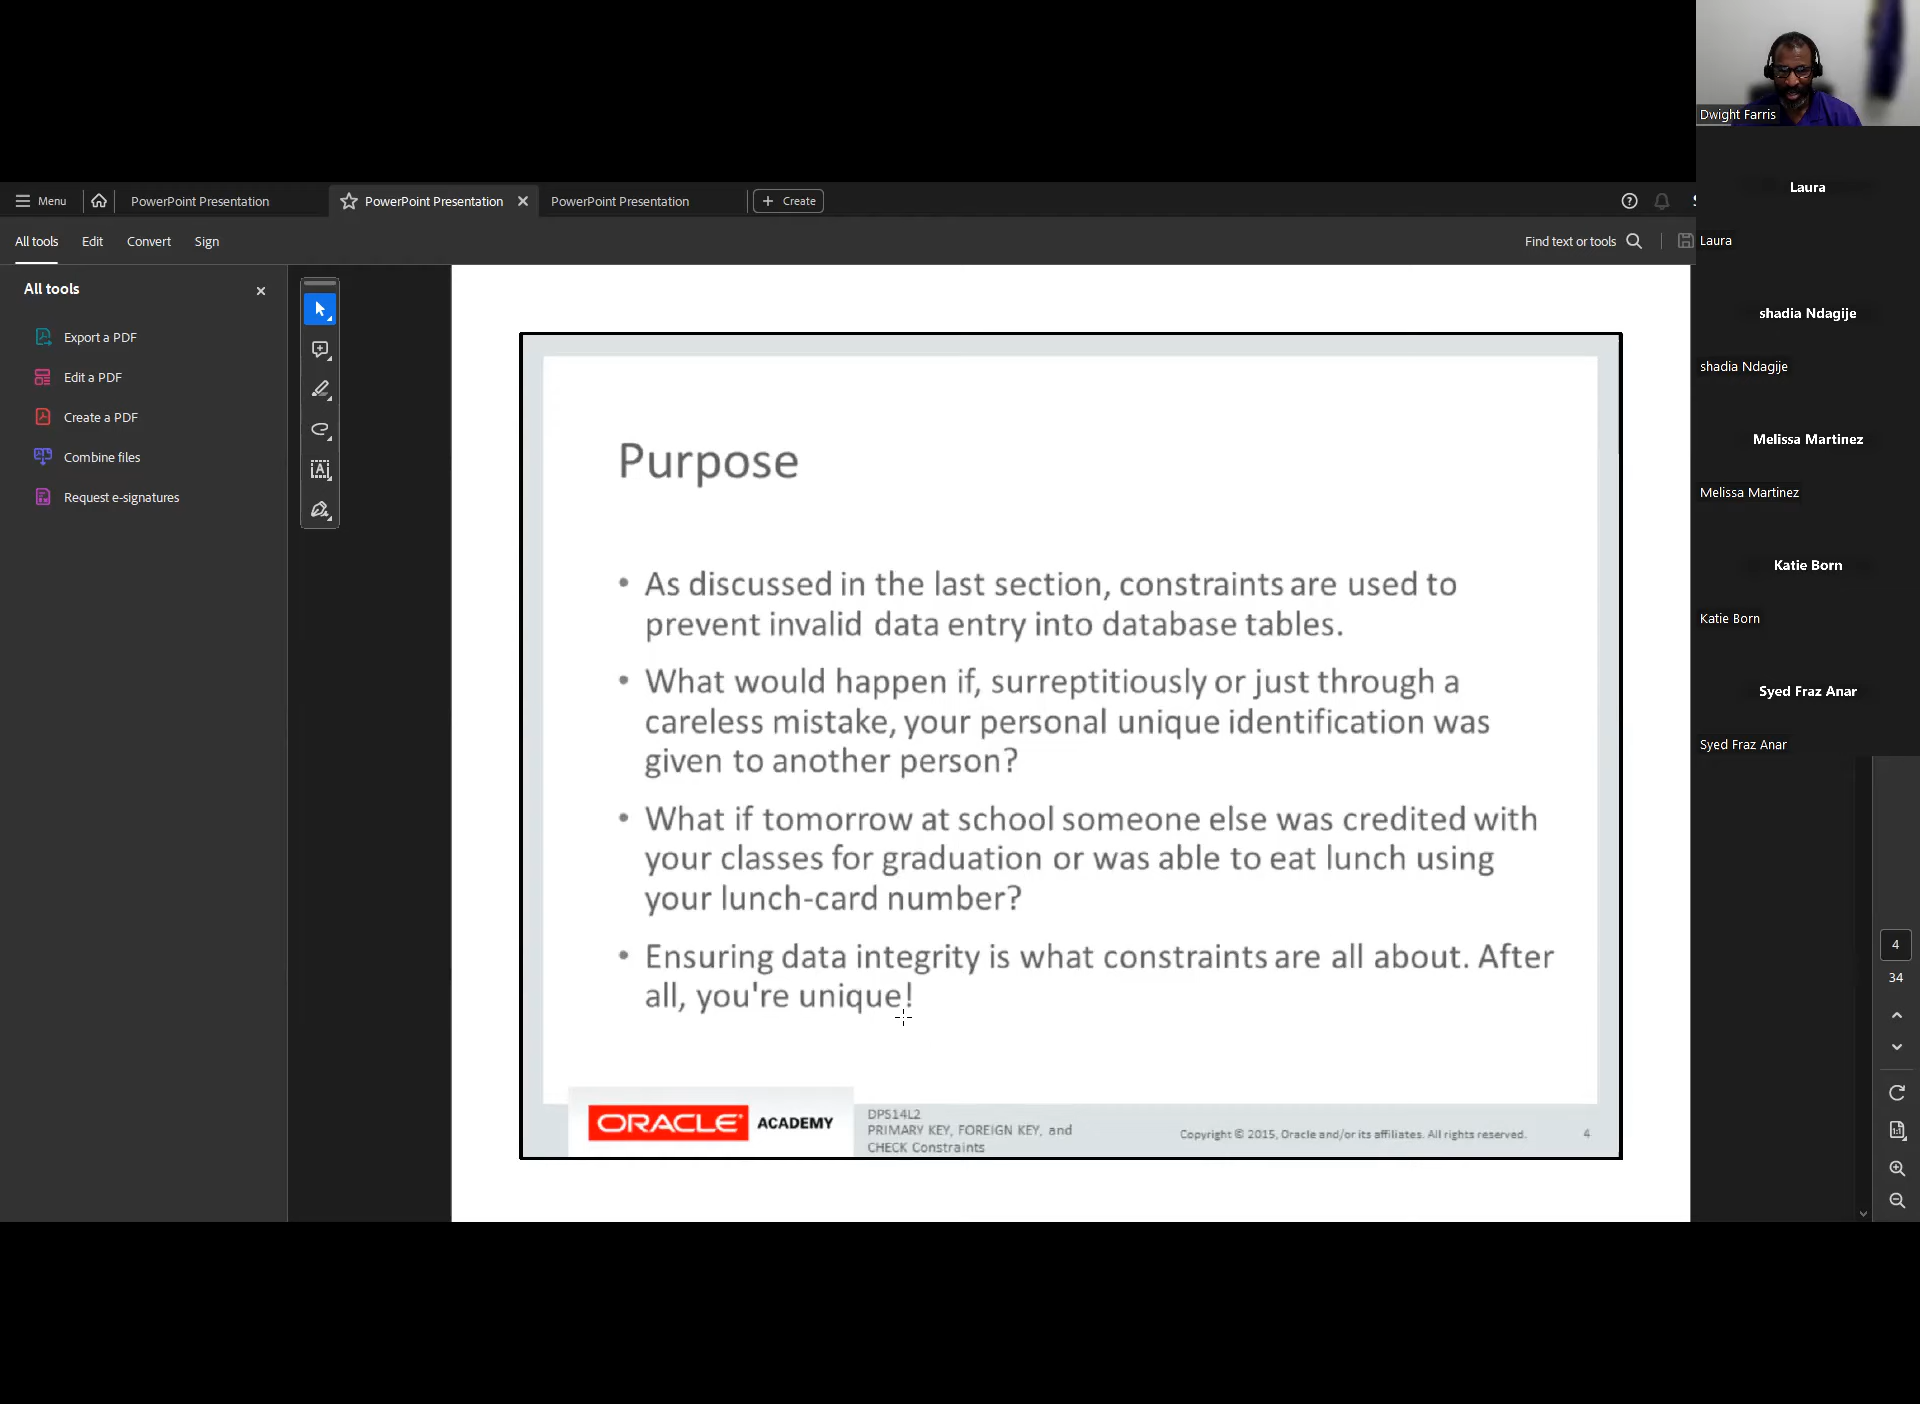 Dwight Farris
Menu
PowerPoint Presentation
PowerPoint Presentation
PowerPoint Presentation
Create
All tools
Edit
Convert
Sign
Find text or tools
All tools
Export a PDF
Edit a PDF
Create a PDF
Combine files
Request e-signatures
Purpose
• As discussed in the last section, constraints are used to
prevent invalid data entry into database tables.
• What would happen if, surreptitiously or just through a
careless mistake, your personal unique identification was
given to another person?
• What if tomorrow at school someone else was credited with
your classes for graduation or was able to eat lunch using
your lunch-card number?
• Ensuring data integrity is what constraints are all about. After
all, you're unique!
ORACLE ACADEMY
DPS14L2
PRIMARY KEY, FOREIGN KEY, and
CHECK Constraints
Copyright © 2015, Oracle and/or its affiliates. All rights reserved.
4
Laura
Laura
shadia Ndagije
shadia Ndagije
Melissa Martinez
Melissa Martinez
Katie Born
Katie Born
Syed Fraz Anar
Syed Fraz Anar
4
34